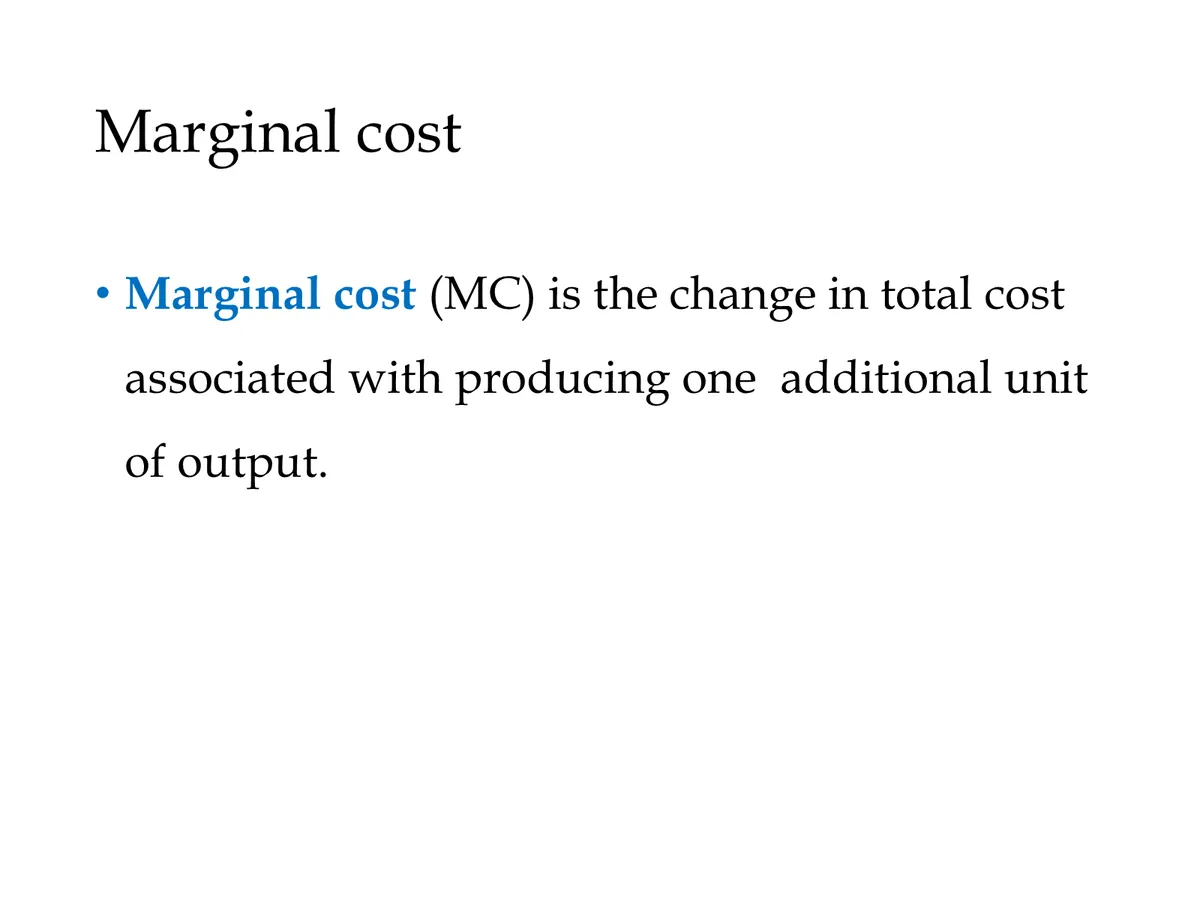 Marginal cost
• Marginal cost (MC) is the change in total cost
associated with producing one  additional unit
of output.